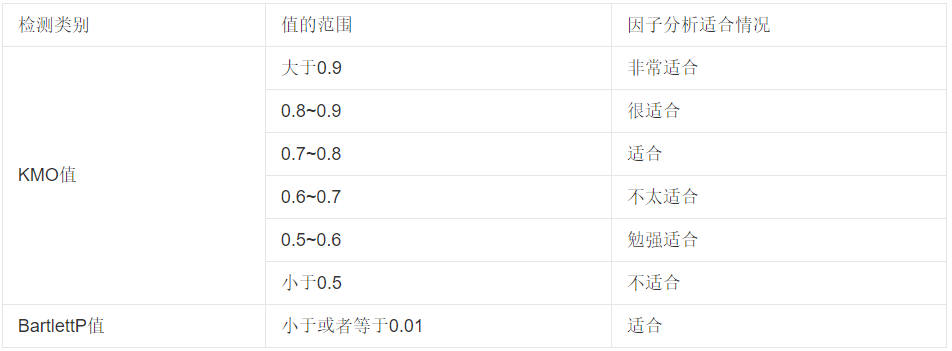 检测类别 值的范围 因子分析适合情况
大于0.9 非常适合
0.8~0.9 很适合
0.7~0.8 适合
KMO值
0.6~0.7 不太适合
0.5~0.6 勉强适合
小于0.5 不适合
BartlettP值 小于或者等于0.01 适合